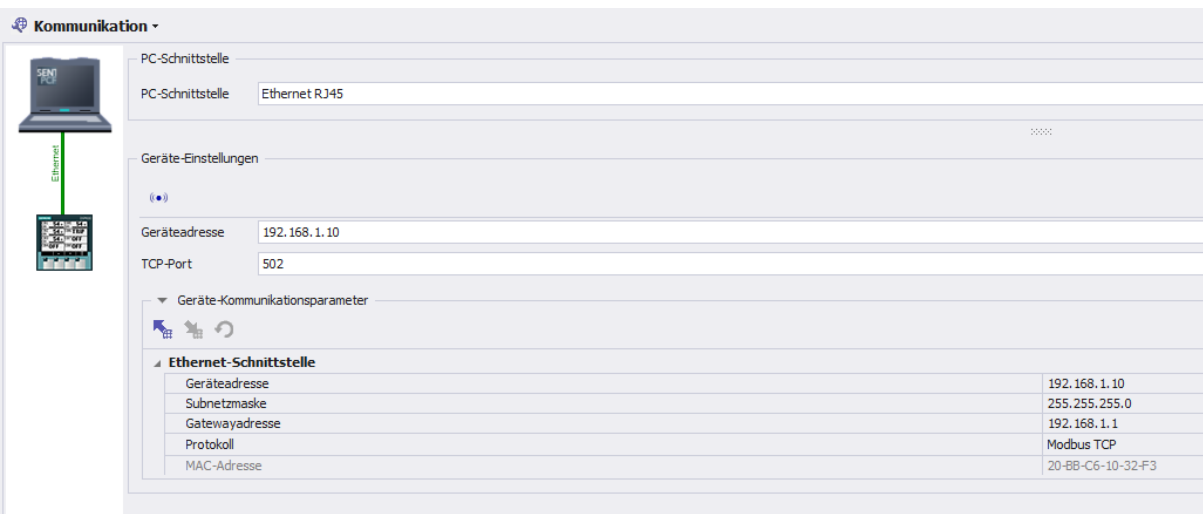 Kommunikation
PC-Schnittstelle
PC-Schnittstelle Ethernet RJ45
Ethernet
Geräte-Einstellungen
Geräteadresse 192.168.1.10
TCP-Port 502
Geräte-Kommunikationsparameter
Ethernet-Schnittstelle
Geräteadresse 192.168.1.10
Subnetzmaske 255.255.255.0
Gatewayadresse 192.168.1.1
Protokoll Modbus TCP
MAC-Adresse 20-BB-C6-10-32-F3